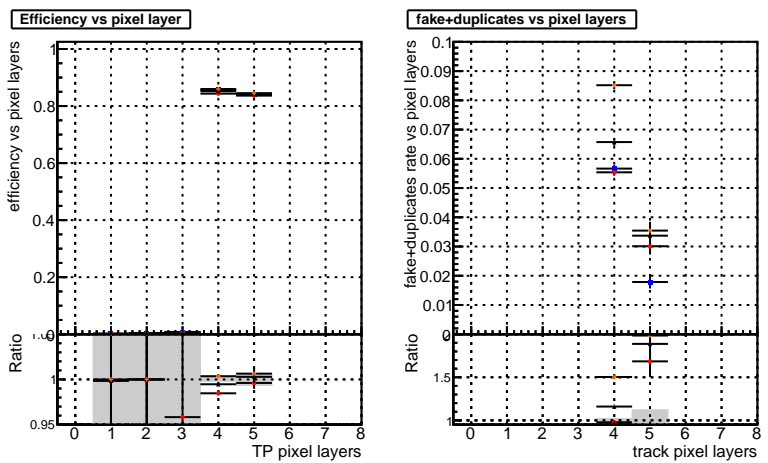 Efficiency vs pixel layer
efficiency vs pixel layers
1
0.8
0.6
0.4
0.2
Ratio
1
0.95
0 1 2 3 4 5 6 7 8
TP pixel layers
fake+duplicates vs pixel layers
fake+duplicates rate vs pixel layers
0.1
0.09
0.08
0.07
0.06
0.05
0.04
0.03
0.02
0.01
Ratio
1.5
1
0 1 2 3 4 5 6 7 8
track pixel layers